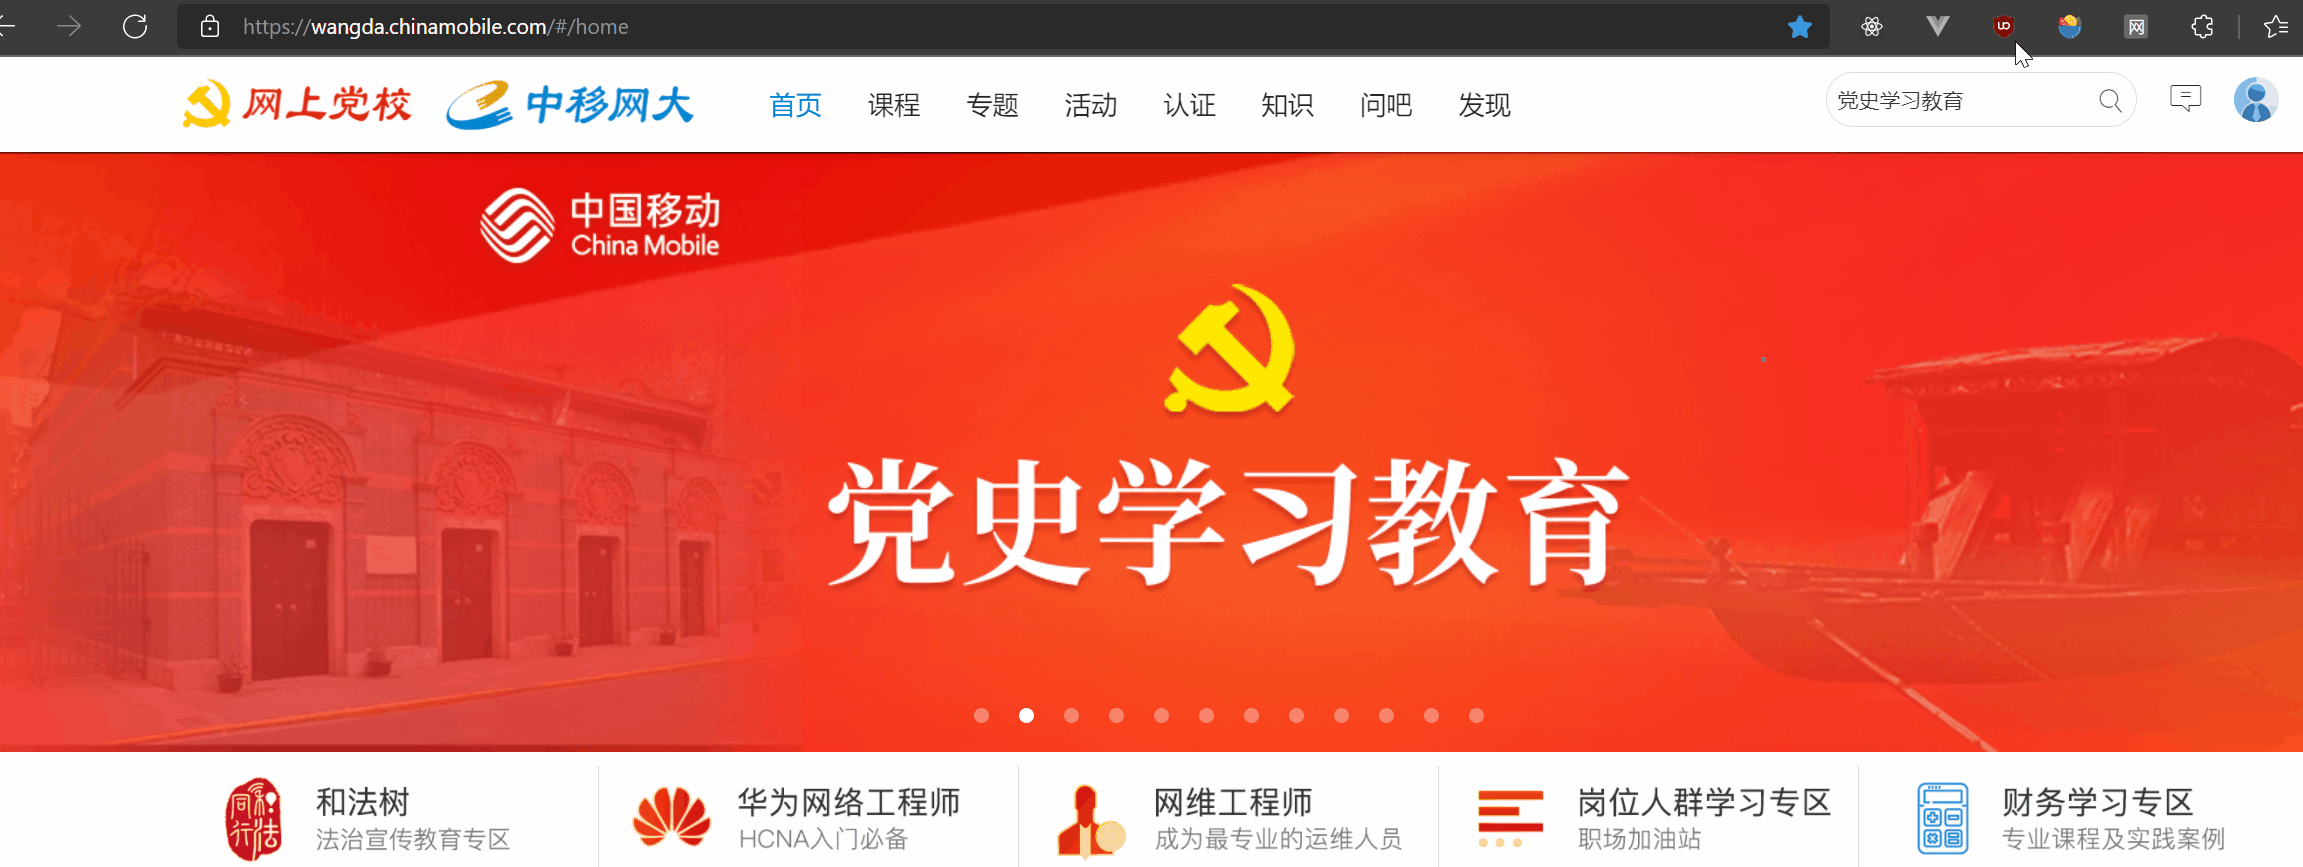 https://wangda.chinamobile.com/#/home
网
网上党校 中移网大 首页 课程 专题 活动 认证 知识 问吧 发现 党史学习教育
中国移动
China Mobile
党史学习教育
和法树
法治宣传教育专区
华为网络工程师
HCNA入门必备
网维工程师
成为最专业的运维人员
岗位人群学习专区
职场加油站
财务学习专区
专业课程及实践案例